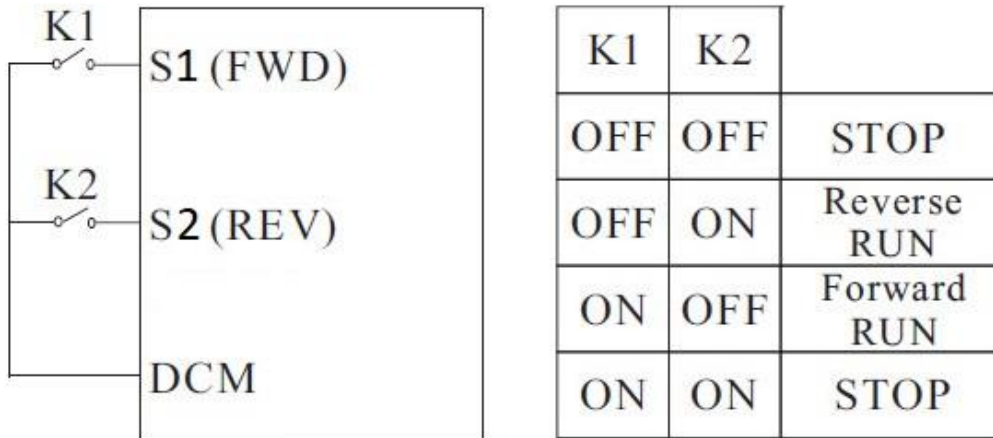 K1
S1 (FWD)
K2
S2 (REV)
DCM
K1 K2
OFF OFF STOP
OFF ON Reverse
RUN
ON OFF Forward
RUN
ON ON STOP